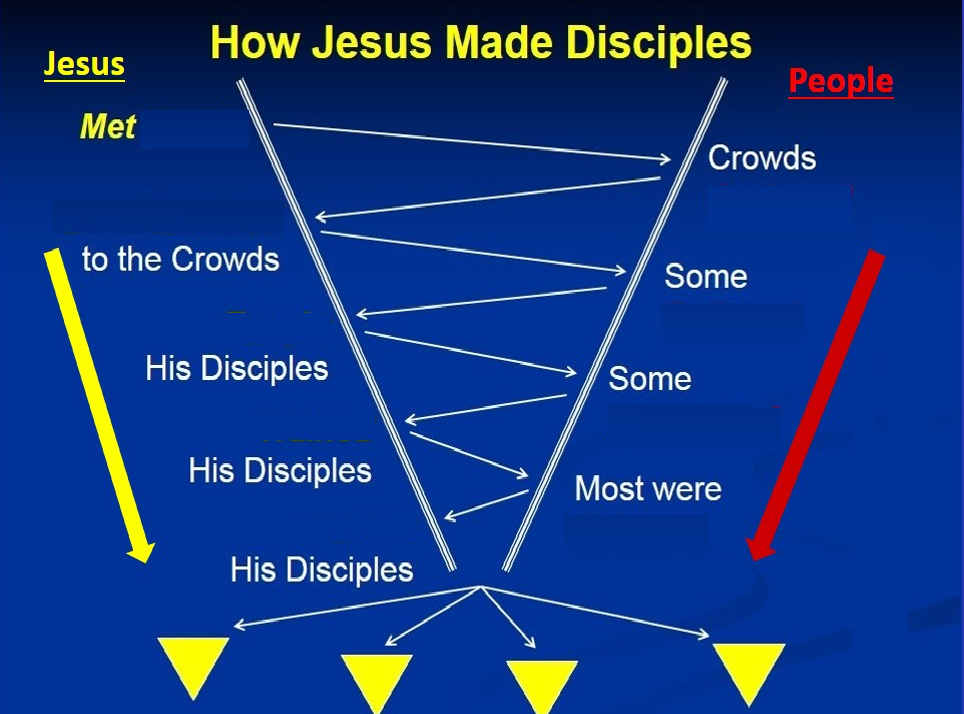 How Jesus Made Disciples
Jesus
People
Met
Crowds
to the Crowds
Some
His Disciples
Some
His Disciples
Most were
His Disciples